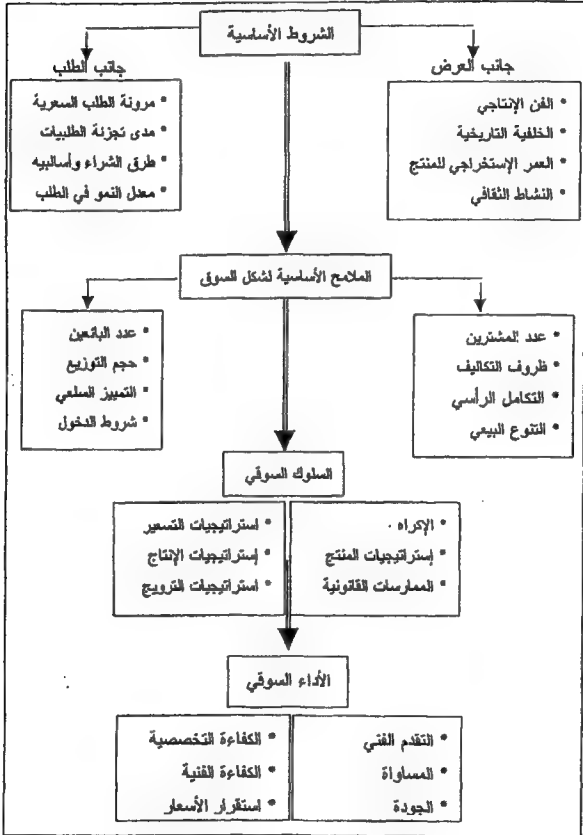 الشروط الأساسية
جانب العرض
• الفن الإنتاجي
• الخلفية التاريخية
• العمر الإستخراجي للمنتج
• النشاط الثقافي
جانب الطلب
• مرونة الطلب السعرية
• مدى تجزئة الطلبيات
• طرق الشراء وأساليبه
• معدل النمو في الطلب
الملامح الأساسية لشكل السوق
• عدد المشترين
• ظروف التكاليف
• التكامل الرأسي
• التنوع البيعي
• عدد البائعين
• حجم التوزيع
• التمييز السلعي
• شروط الدخول
السلوك السوقي
• الإكراه
• إستراتيجيات المنتج
• الممارسات القانونية
• استراتيجيات التسعير
• إستراتيجيات الإنتاج
• استراتيجيات الترويج
الأداء السوقي
• التقدم الفني
• المساواة
• الجودة
• الكفاءة التخصصية
• الكفاءة الفنية
• استقرار الأسعار